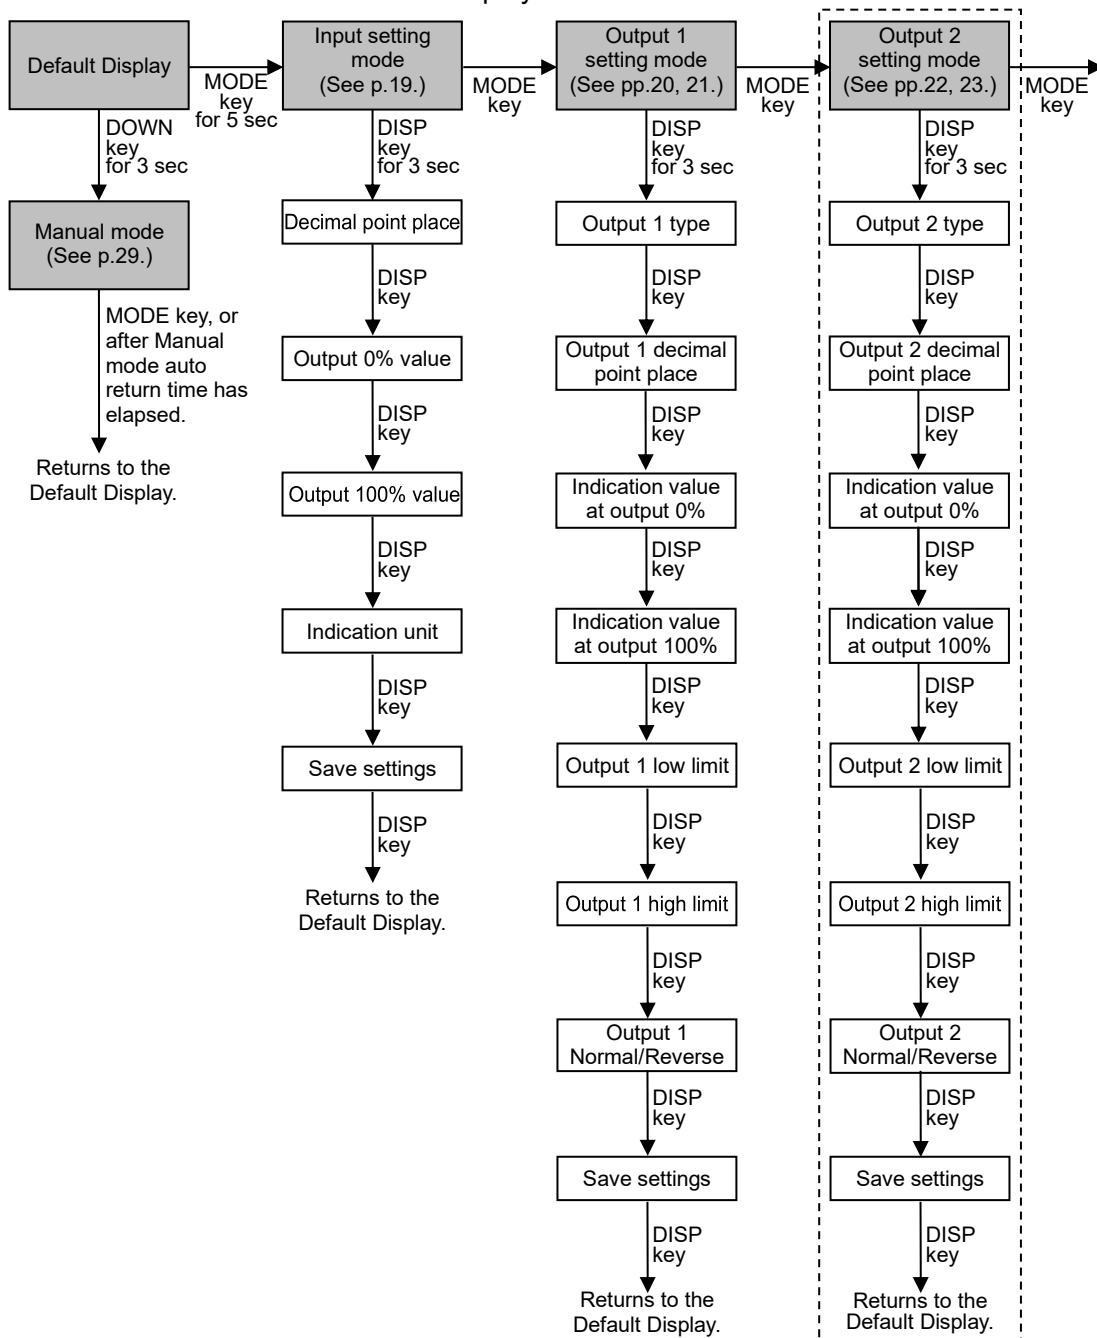 Default Display
MODE
key
for 5 sec
DOWN
key
for 3 sec
Manual mode
(See p.29.)
MODE key, or
after Manual
mode auto
return time has
elapsed.
Returns to the
Default Display.
Input setting
mode
(See p.19.)
MODE
key
DISP
key
for 3 sec
Decimal point place
DISP
key
Output 0% value
DISP
key
Output 100% value
DISP
key
Indication unit
DISP
key
Save settings
DISP
key
Returns to the
Default Display.
Output 1
setting mode
(See pp.20, 21.)
MODE
key
DISP
key
for 3 sec
Output 1 type
DISP
key
Output 1 decimal
point place
DISP
key
Indication value
at output 0%
DISP
key
Indication value
at output 100%
DISP
key
Output 1 low limit
DISP
key
Output 1 high limit
DISP
key
Output 1
Normal/Reverse
DISP
key
Save settings
DISP
key
Returns to the
Default Display.
Output 2
setting mode
(See pp.22, 23.)
MODE
key
DISP
key
for 3 sec
Output 2 type
DISP
key
Output 2 decimal
point place
DISP
key
Indication value
at output 0%
DISP
key
Indication value
at output 100%
DISP
key
Output 2 low limit
DISP
key
Output 2 high limit
DISP
key
Output 2
Normal/Reverse
DISP
key
Save settings
DISP
key
Returns to the
Default Display.